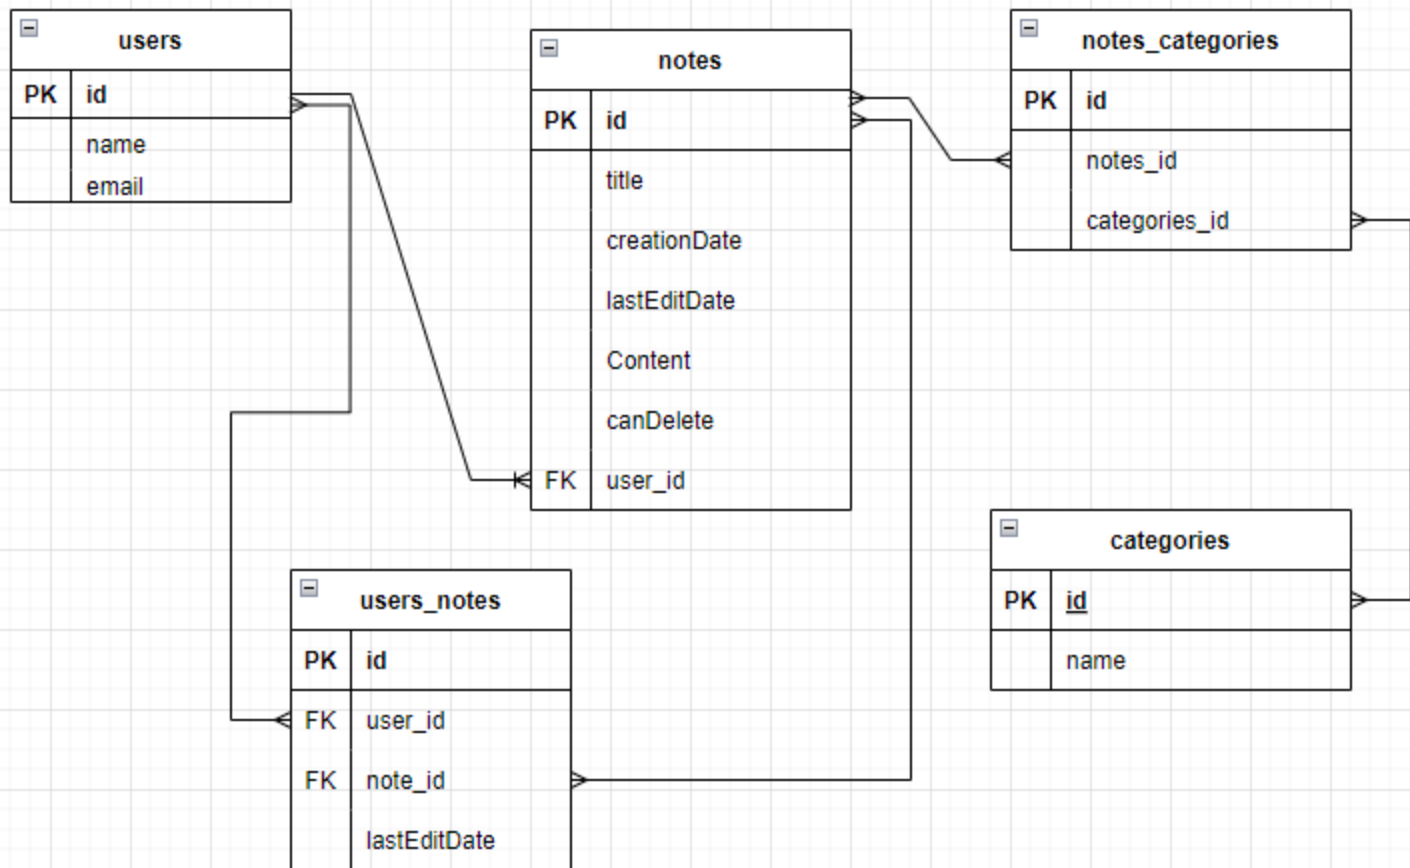 users
PK id
name
email
notes
PK id
title
creationDate
lastEditDate
Content
canDelete
FK user_id
notes_categories
PK id
notes_id
categories_id
categories
PK id
name
users_notes
PK id
FK user_id
FK note_id
lastEditDate